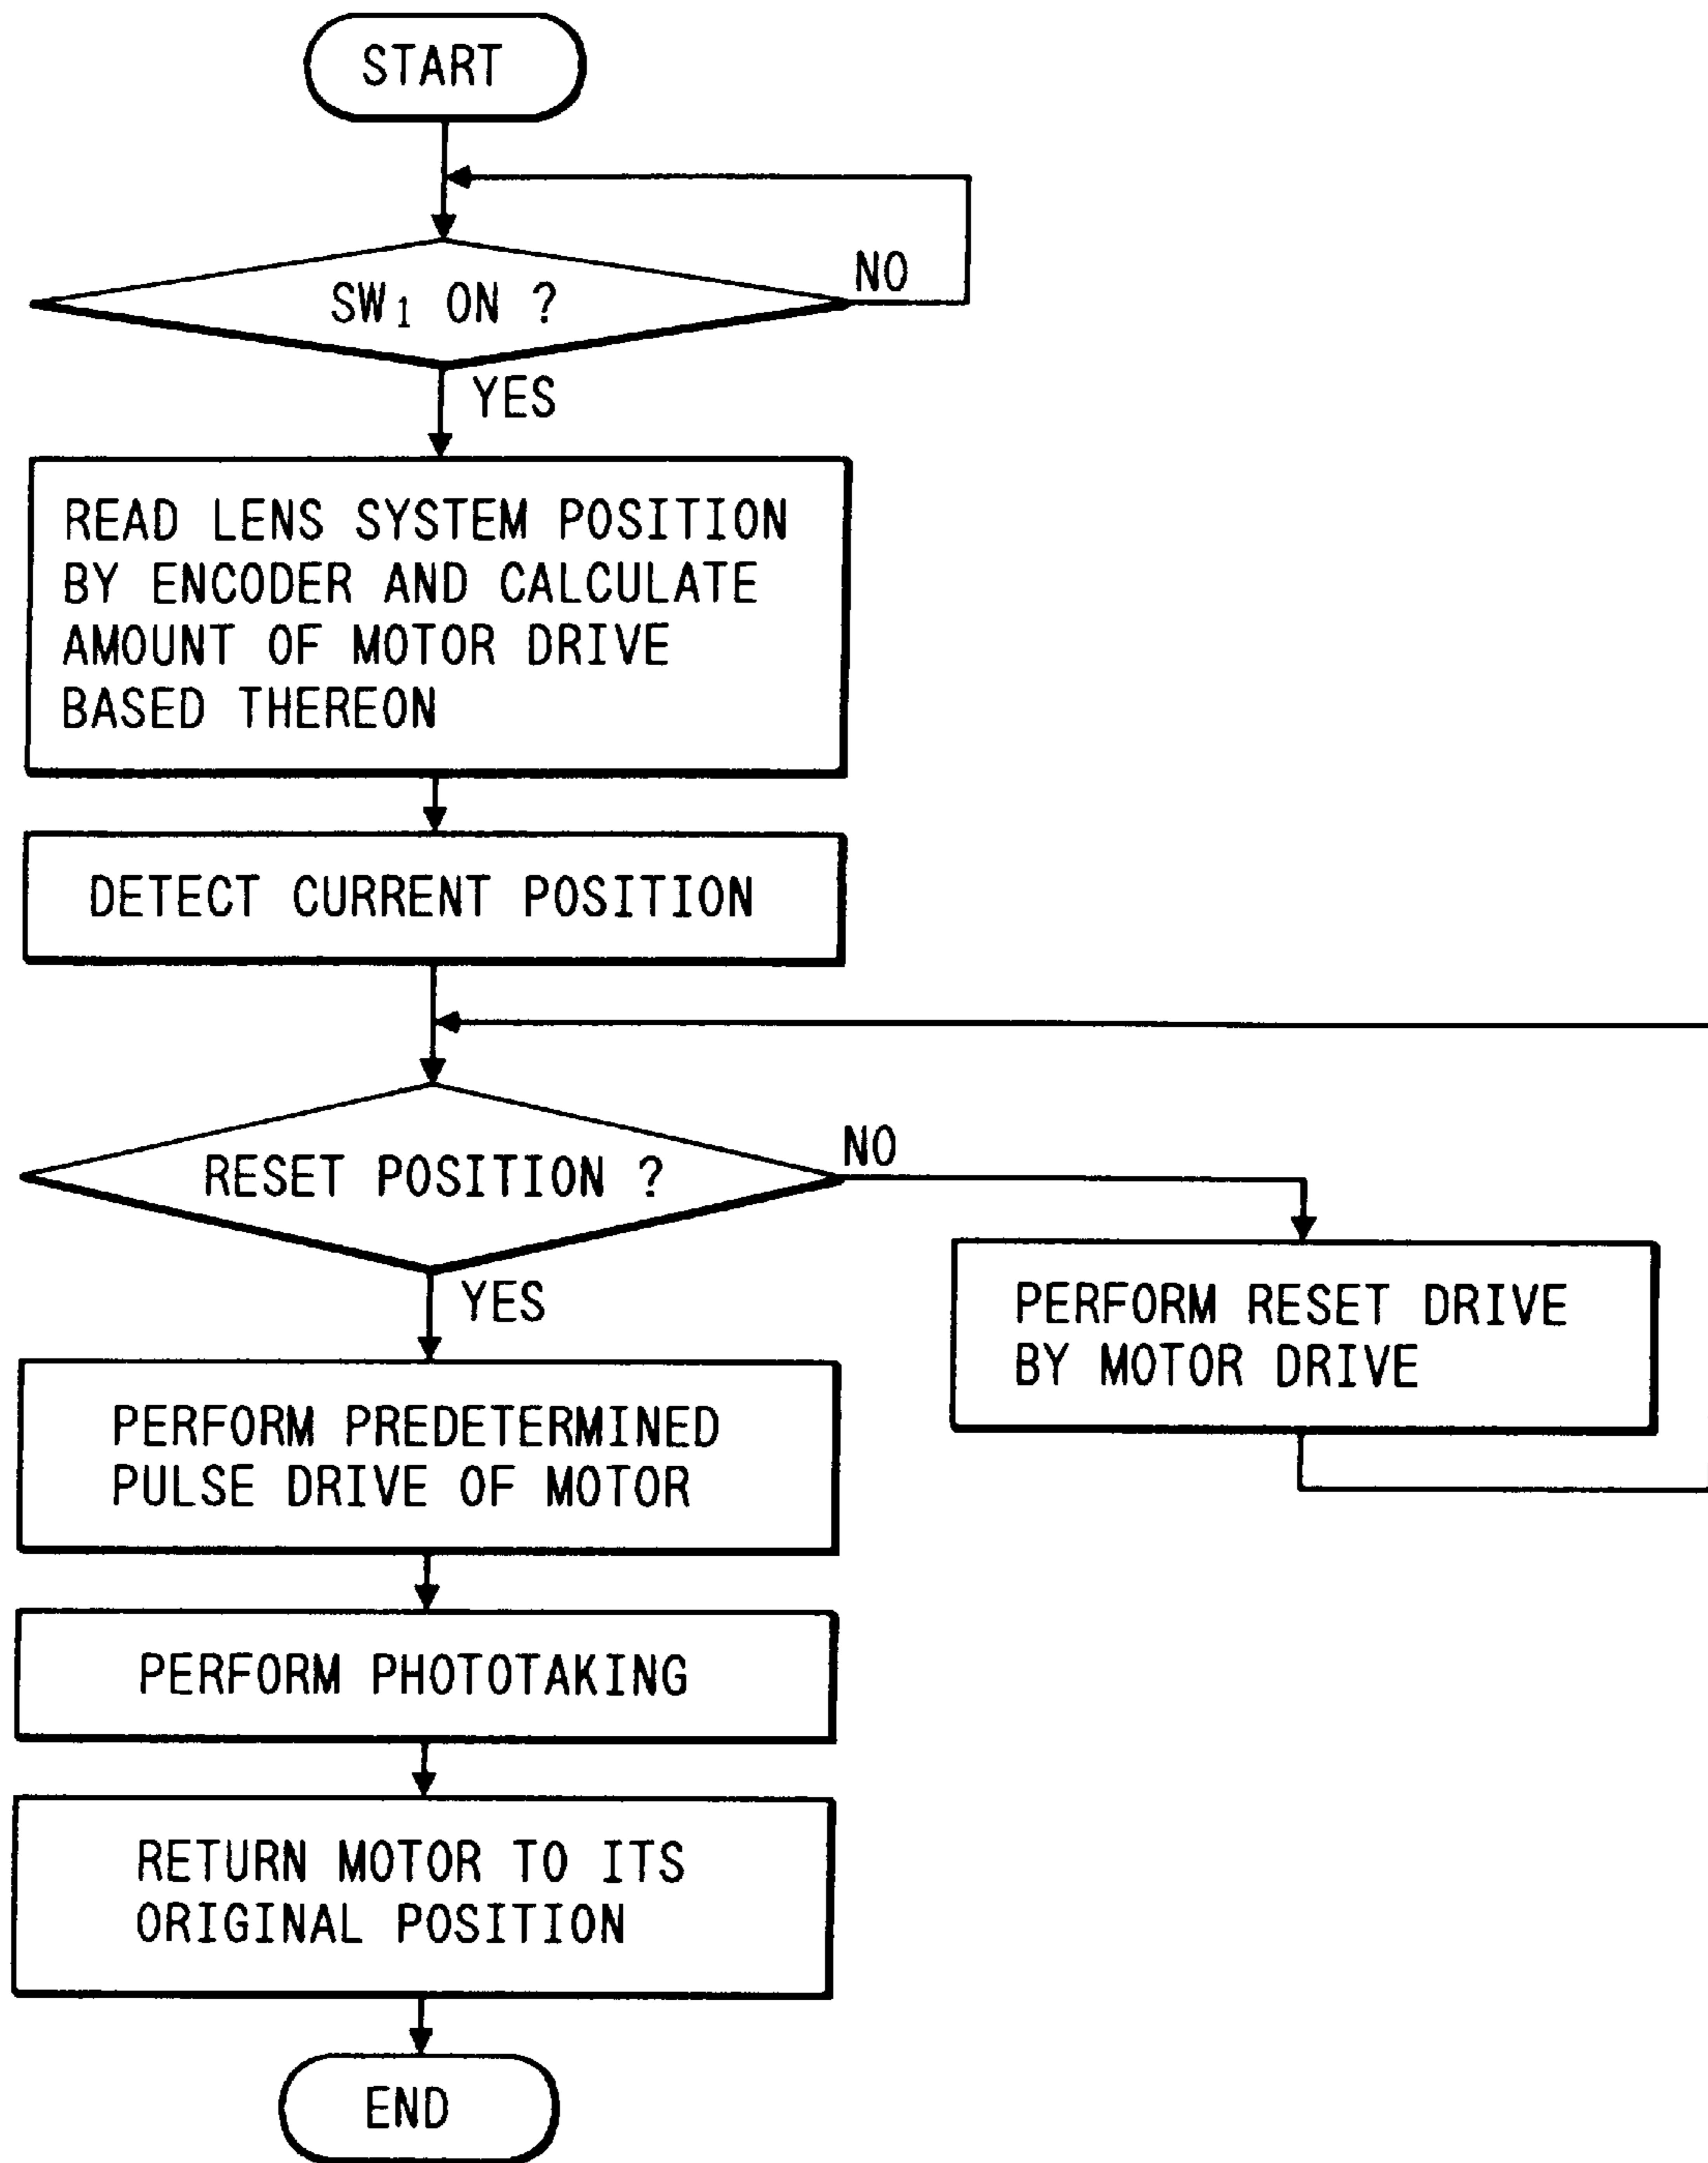 START
SW1 ON ?
NO
YES
READ LENS SYSTEM POSITION
BY ENCODER AND CALCULATE
AMOUNT OF MOTOR DRIVE
BASED THEREON
DETECT CURRENT POSITION
RESET POSITION ?
NO
YES
PERFORM RESET DRIVE
BY MOTOR DRIVE
PERFORM PREDETERMINED
PULSE DRIVE OF MOTOR
PERFORM PHOTOTAKING
RETURN MOTOR TO ITS
ORIGINAL POSITION
END